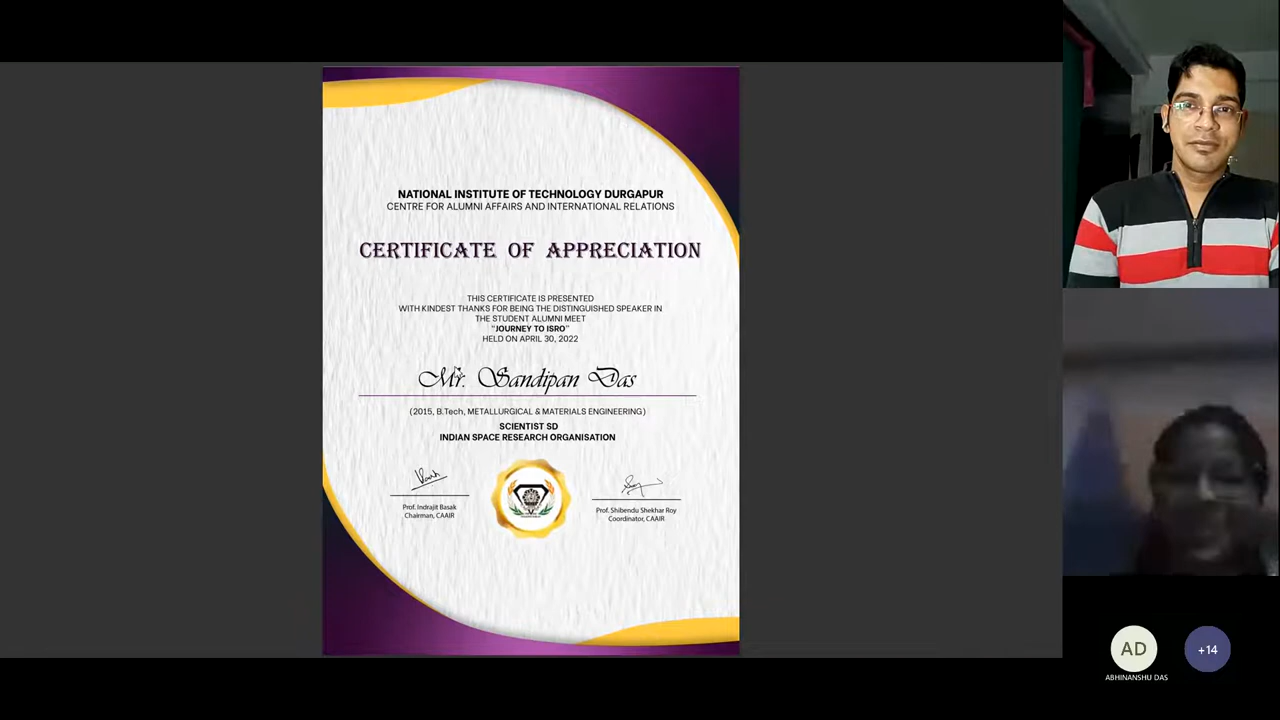 NATIONAL INSTITUTE OF TECHNOLOGY DURGAPUR
CENTRE FOR ALUMNI AFFAIRS AND INTERNATIONAL RELATIONS
CERTIFICATE OF APPRECIATION
THIS CERTIFICATE IS PRESENTED
WITH KINDEST THANKS FOR BEING THE DISTINGUISHED SPEAKER IN
THE STUDENT ALUMNI MEET
"JOURNEY TO ISRO"
HELD ON APRIL 30, 2022
Mr. Sandipan Das
(2015, B.Tech, METALLURGICAL & MATERIALS ENGINEERING)
SCIENTIST SD
INDIAN SPACE RESEARCH ORGANISATION
Prof. Indrajit Basak
Chairman, CAAIR
Prof. Shibendu Shekhar Roy
Coordinator, CAAIR
AD
+14
ABHINANSHU DAS